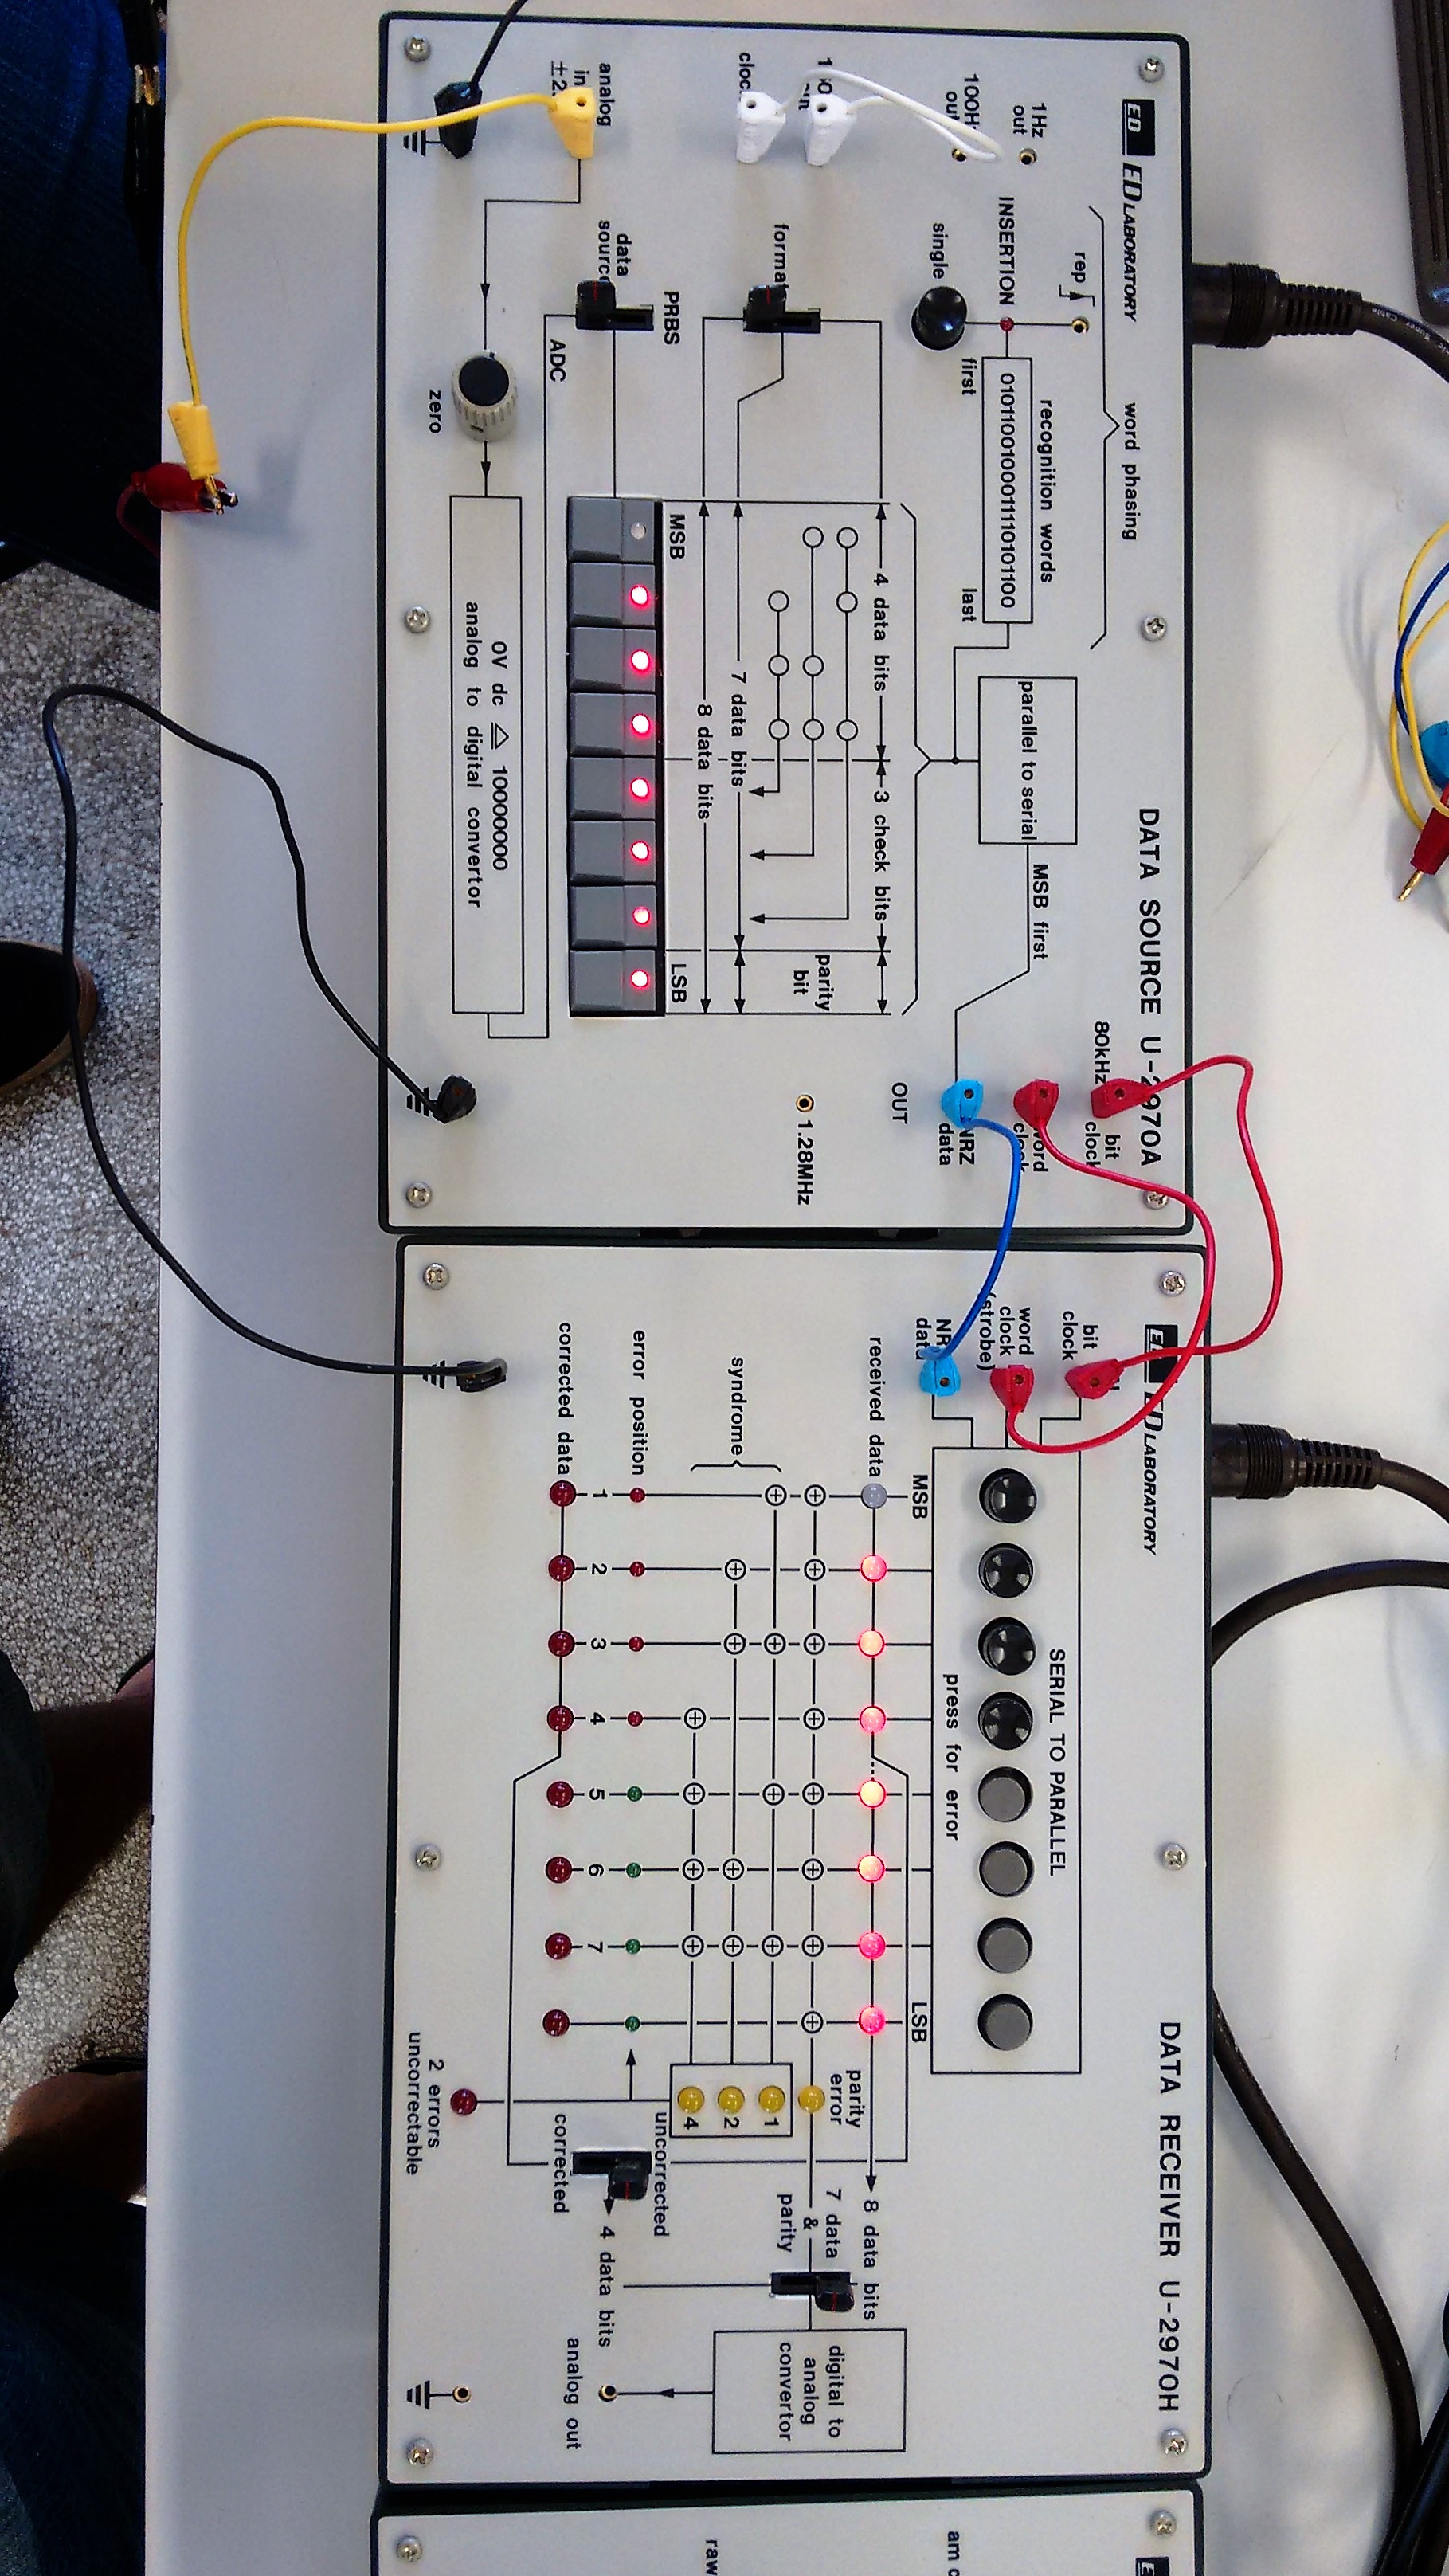 ED ED LABORATORY
DATA SOURCE U-2970A
word phasing
rep
1Hz
out
100Hz
out
INSERTION
single
recognition words
0101100100011110101100
first
last
parallel to serial
MSB first
80kHz
bit
clock
word
clock
NRZ
data
OUT
1.28MHz
format
4 data bits
3 check bits
parity
bit
7 data bits
8 data bits
MSB
LSB
data
source
PRBS
ADC
analog
in
zero
0V dc ≙ 10000000
analog to digital convertor
ED LABORATORY
DATA RECEIVER U-2970H
bit
clock
word
clock
(strobe)
data
SERIAL TO PARALLEL
press for error
MSB
LSB
received data
syndrome
error position
corrected data
1 2 3 4 5 6 7
parity
error
1
2
4
uncorrected
corrected
2 errors
uncorrectable
8 data bits
7 data
&
parity
4 data bits
digital to
analog
convertor
analog out
am
raw